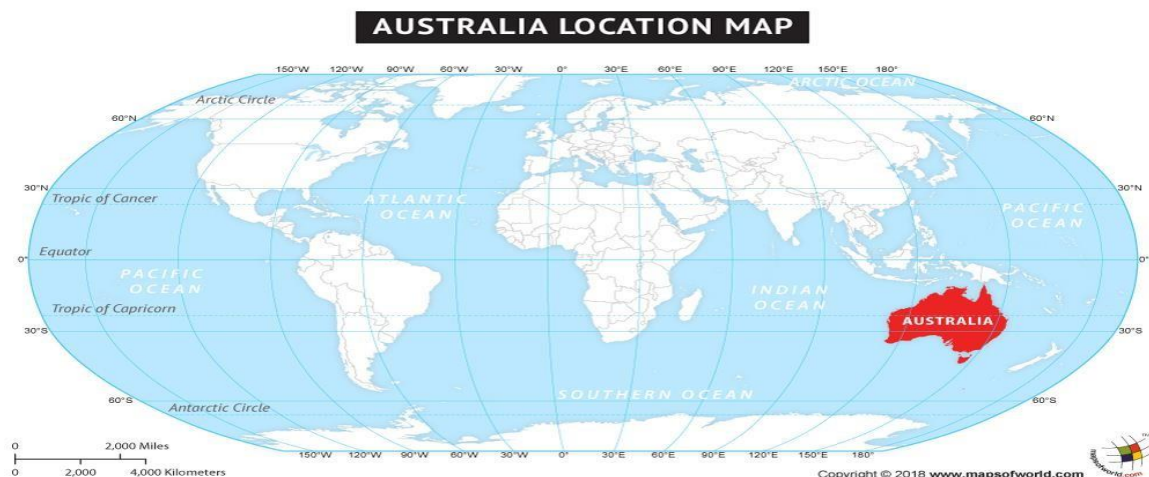 AUSTRALIA LOCATION MAP
150°W 120°W 90°W 60°W 30°W 0° 30°E 60°E 90°E 120°E 150°E 180°
ARCTIC OCEAN
Arctic Circle
60°N 60°N
30°N 30°N
Tropic of Cancer
ATLANTIC
OCEAN
PACIFIC
OCEAN
Equator
0° 0°
PACIFIC
OCEAN
INDIAN
OCEAN
Tropic of Capricorn
AUSTRALIA
30°S 30°S
SOUTHERN OCEAN
60°S 60°S
Antarctic Circle
0 2,000 Miles
0 2,000 4,000 Kilometers
150°W 120°W 90°W 60°W 30°W 0° 30°E 60°E 90°E 120°E 150°E 180°
Copyright © 2018 www.mapsofworld.com
mapsofworld.com
TM